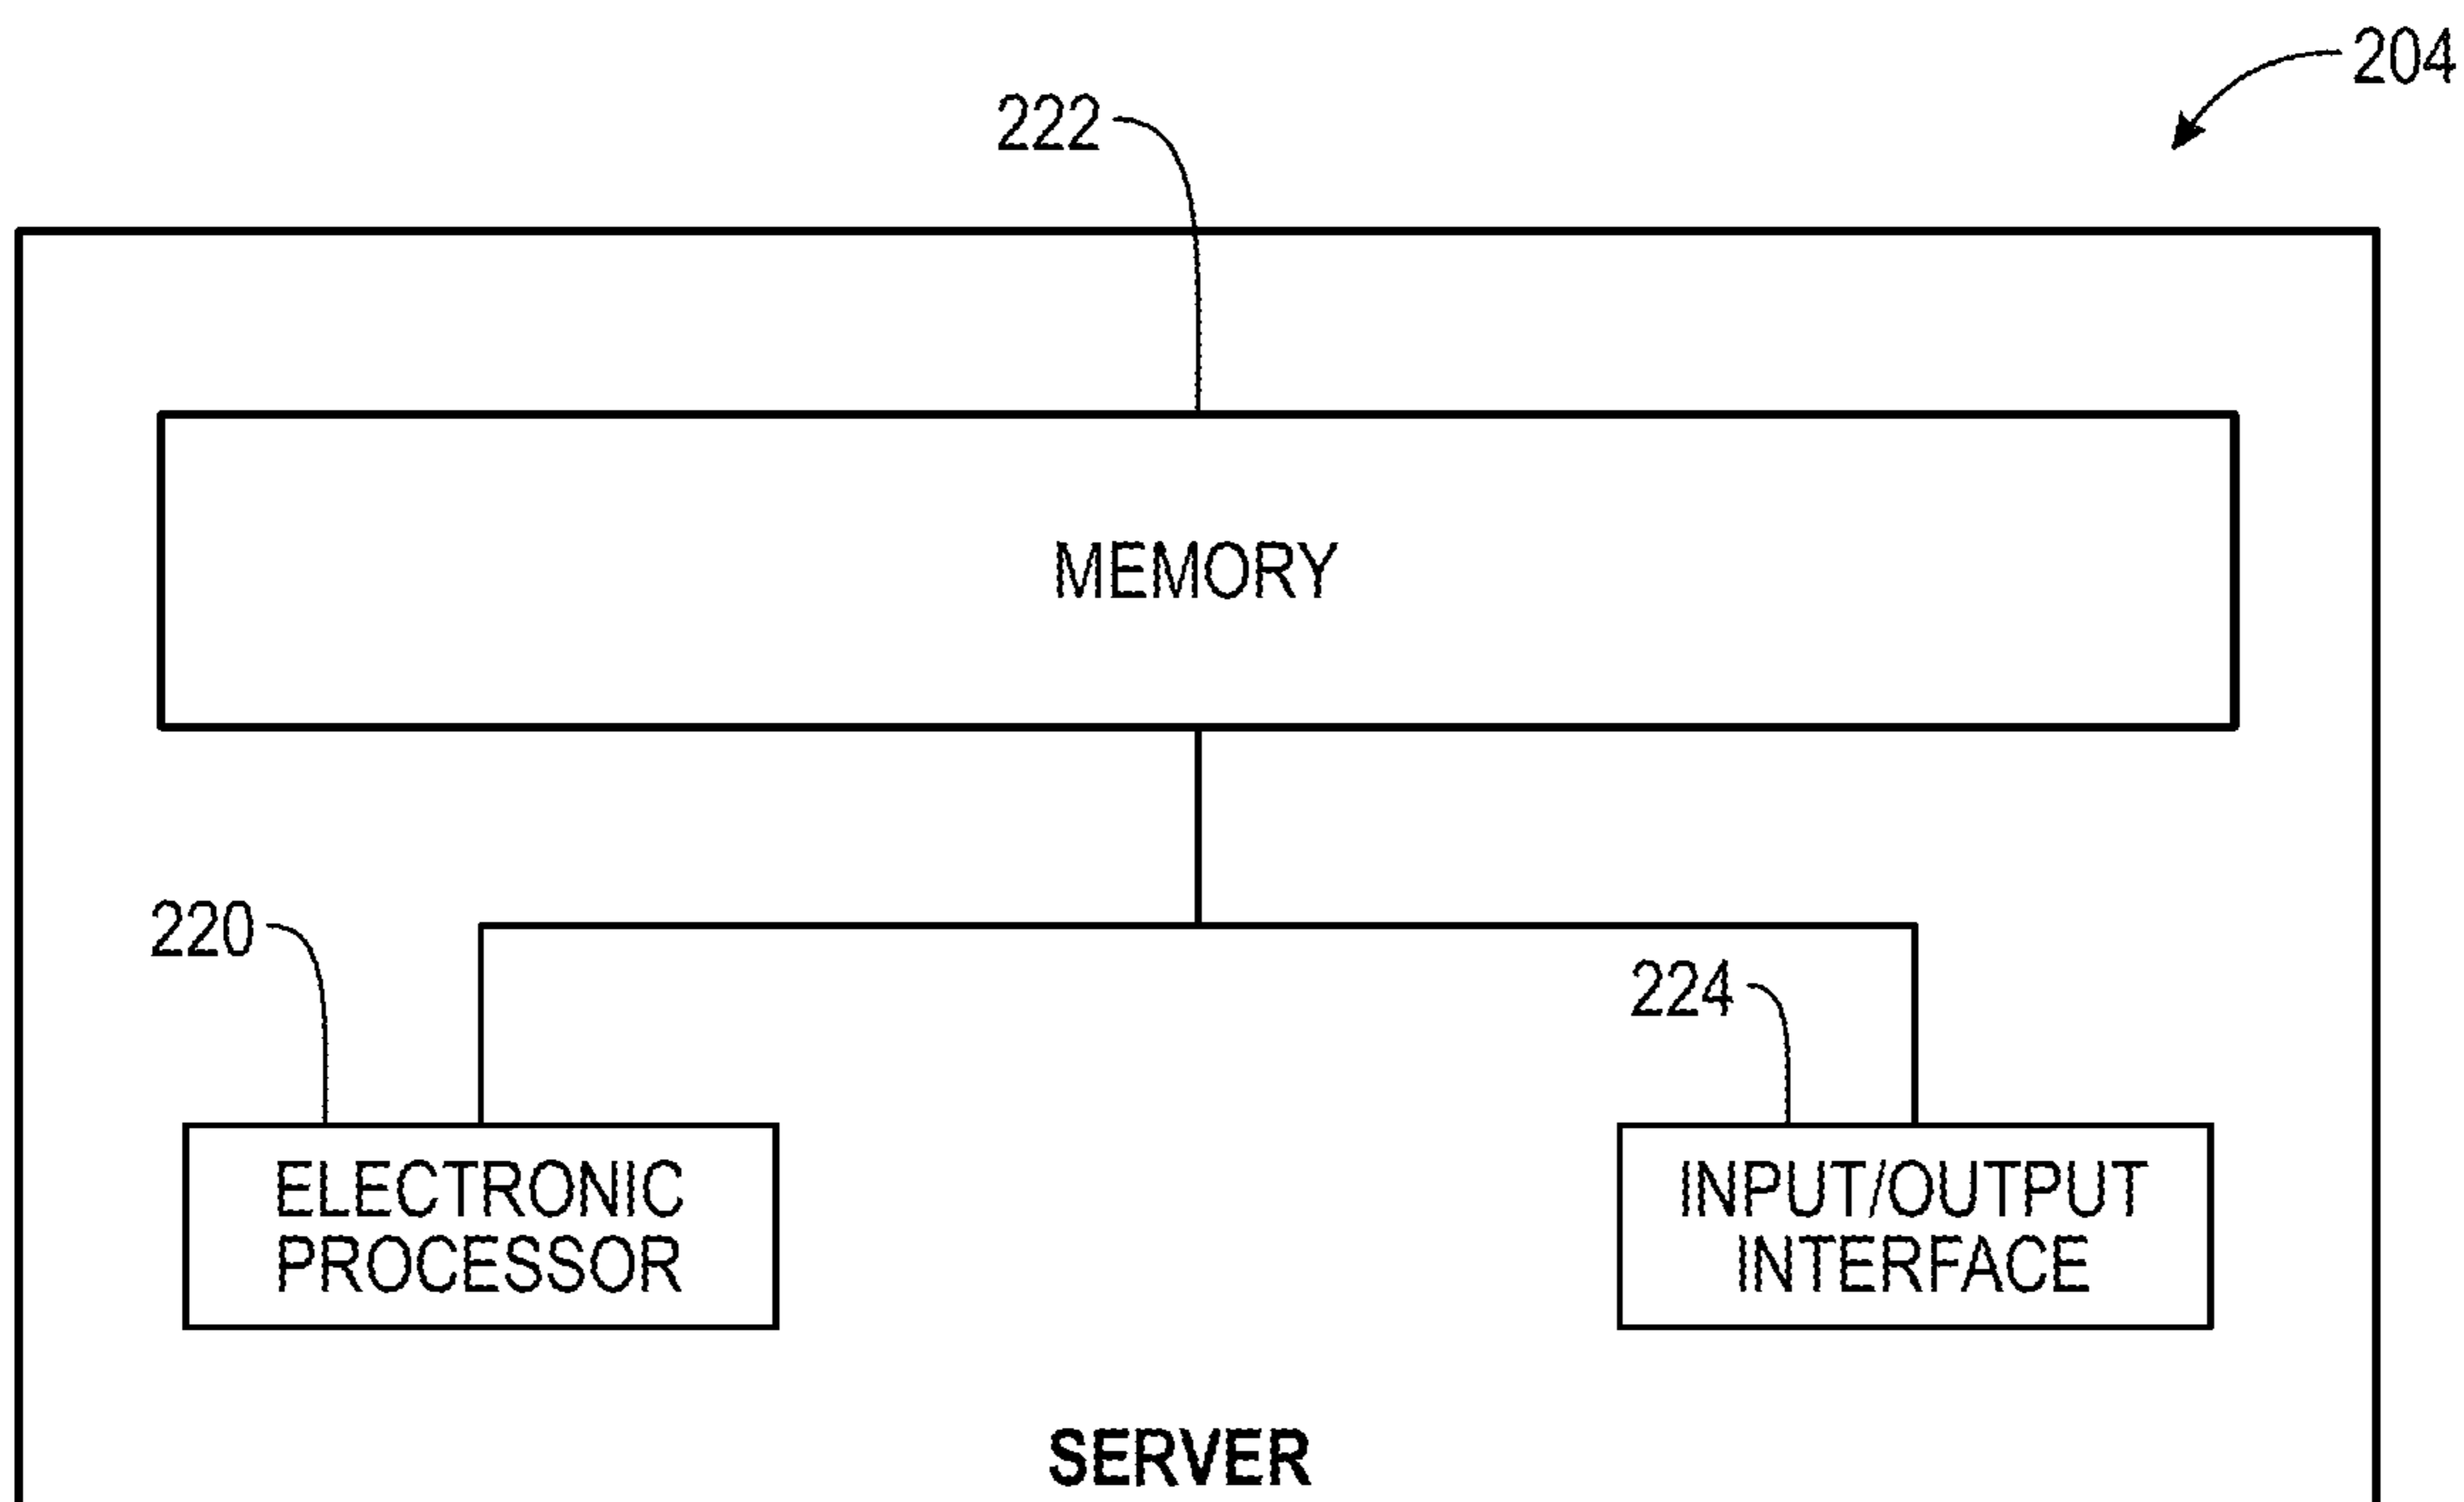 204
222
MEMORY
220
224
ELECTRONIC
PROCESSOR
INPUT/OUTPUT
INTERFACE
SERVER